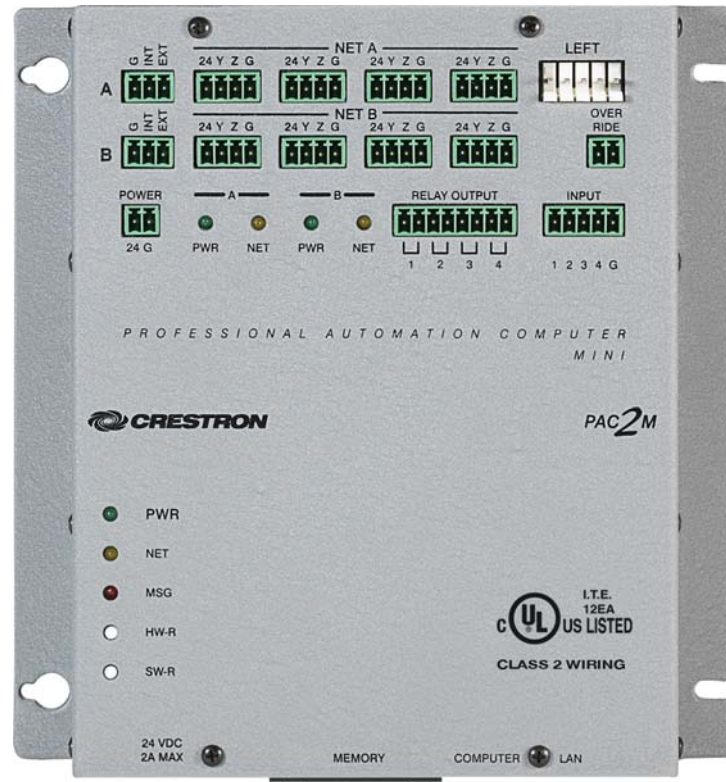 NET A
LEFT
G INT EXT
24 Y Z G 24 Y Z G 24 Y Z G 24 Y Z G
A
NET B
OVER
RIDE
G INT EXT
24 Y Z G 24 Y Z G 24 Y Z G 24 Y Z G
B
POWER
A
B
RELAY OUTPUT
INPUT
24 G
PWR NET PWR NET
1 2 3 4
1 2 3 4 G
PROFESSIONAL AUTOMATION COMPUTER
MINI
CRESTRON
PAC2M
PWR
NET
MSG
HW-R
SW-R
I.T.E.
12EA
C UL US LISTED
CLASS 2 WIRING
24 VDC
2A MAX
MEMORY
COMPUTER
LAN